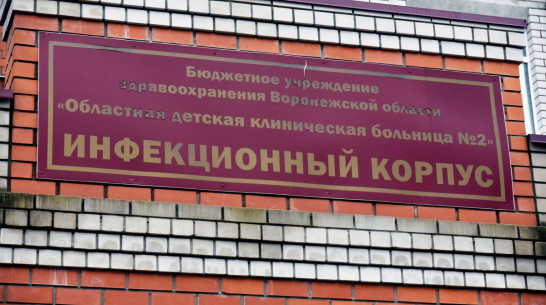 Бюджетное учреждение
здравоохранения Воронежской области
«Областная детская клиническая больница №2»
ИНФЕКЦИОННЫЙ КОРПУС